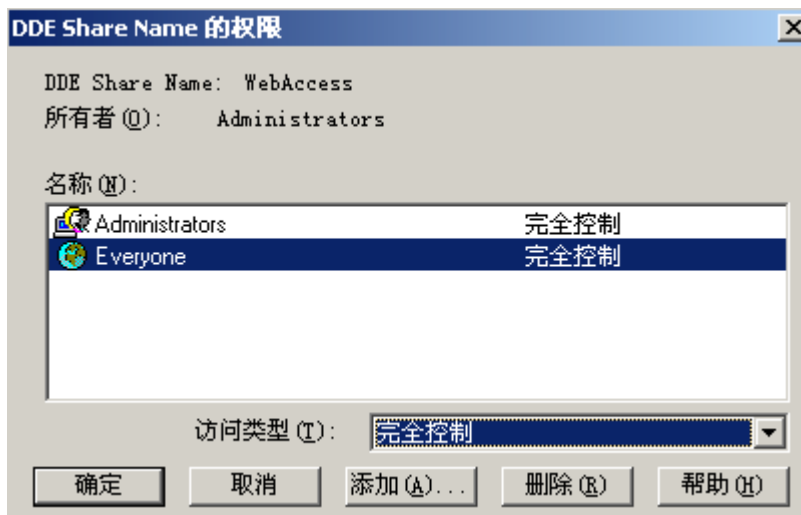 DDE Share Name 的权限
DDE Share Name: WebAccess
所有者(O): Administrators
名称(N):
Administrators 完全控制
Everyone 完全控制
访问类型(T): 完全控制
确定 取消 添加(A)... 删除(R) 帮助(H)